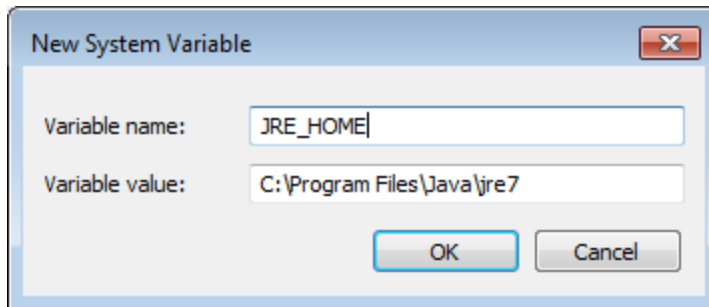 New System Variable
Variable name: JRE_HOME
Variable value: C:\Program Files\Java\jre7
OK Cancel